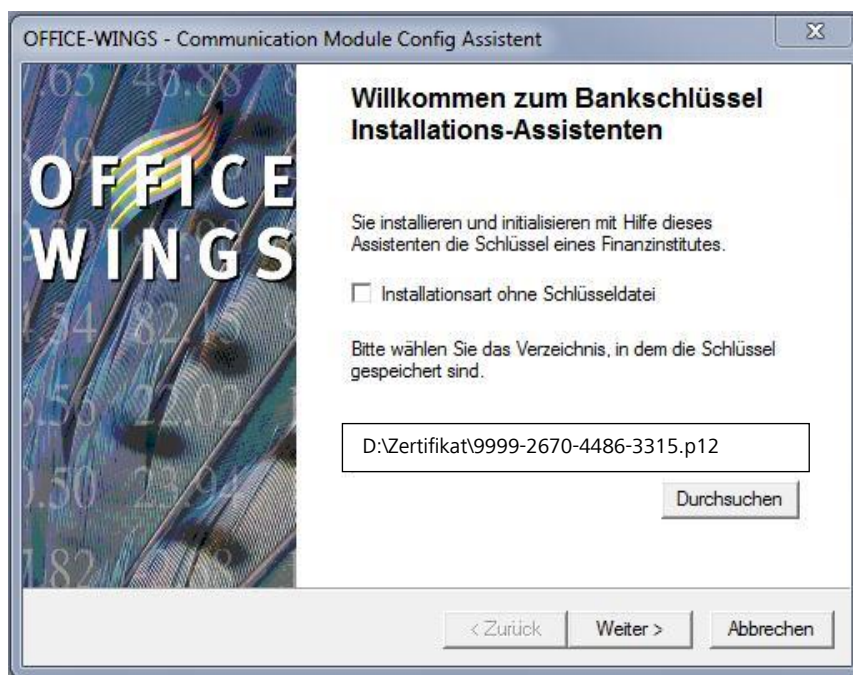 OFFICE-WINGS - Communication Module Config Assistent
OFFICE
WINGS
Willkommen zum Bankschlüssel
Installations-Assistenten
Sie installieren und initialisieren mit Hilfe dieses
Assistenten die Schlüssel eines Finanzinstitutes.
Installationsart ohne Schlüsseldatei
Bitte wählen Sie das Verzeichnis, in dem die Schlüssel
gespeichert sind.
D:\Zertifikat\9999-2670-4486-3315.p12
Durchsuchen
< Zurück
Weiter >
Abbrechen